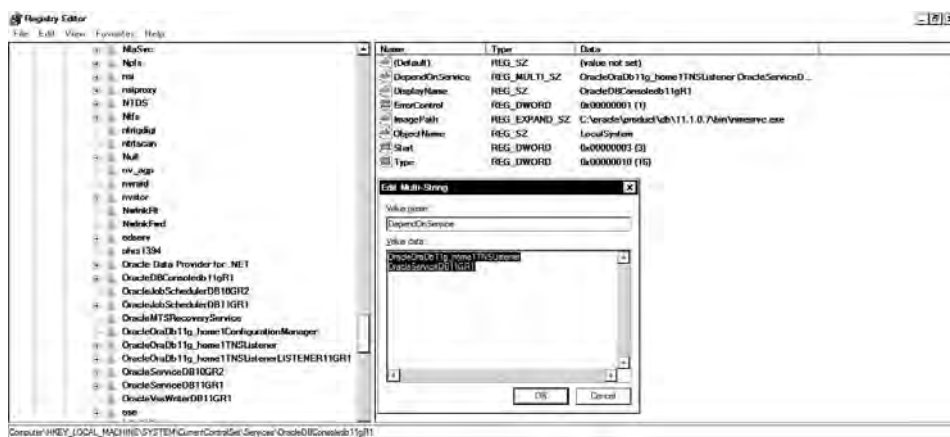 Registry Editor
File Edit View Favorites Help
NlaSvc
Npfs
nsi
nsiproxy
NTDS
Ntfs
ntrigdigi
ntrtscan
Null
nv_agp
nvraid
nvstor
NwlnkFlt
NwlnkFwd
odserv
ohci1394
Oracle Data Provider for .NET
OracleDBConsoledb11gR1
OracleJobSchedulerDB10GR2
OracleJobSchedulerDB11GR1
OracleMTSRecoveryService
OracleOraDb11g_home1ConfigurationManager
OracleOraDb11g_home1TNSListener
OracleOraDb11g_home1TNSListenerLISTENER11GR1
OracleServiceDB10GR2
OracleServiceDB11GR1
OracleVssWriterDB11GR1
ose
Name Type Data
(Default) REG_SZ (value not set)
DependOnService REG_MULTI_SZ OracleOraDb11g_home1TNSListener OracleServiceD...
DisplayName REG_SZ OracleDBConsoledb11gR1
ErrorControl REG_DWORD 0x00000001 (1)
ImagePath REG_EXPAND_SZ C:\oracle\product\db\11.1.0.7\bin\nmesrvc.exe
ObjectName REG_SZ LocalSystem
Start REG_DWORD 0x00000003 (3)
Type REG_DWORD 0x00000010 (16)
Edit Multi-String
Value name:
DependOnService
Value data:
OracleOraDb11g_home1TNSListener
OracleServiceDB11GR1
OK Cancel
Computer\HKEY_LOCAL_MACHINE\SYSTEM\CurrentControlSet\Services\OracleDBConsoledb11gR1